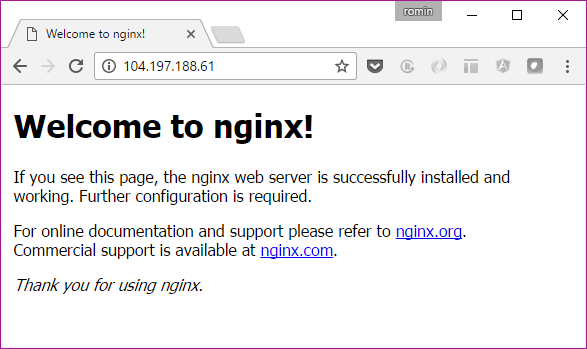 romin
Welcome to nginx!
104.197.188.61
Welcome to nginx!
If you see this page, the nginx web server is successfully installed and
working. Further configuration is required.
For online documentation and support please refer to nginx.org.
Commercial support is available at nginx.com.
Thank you for using nginx.